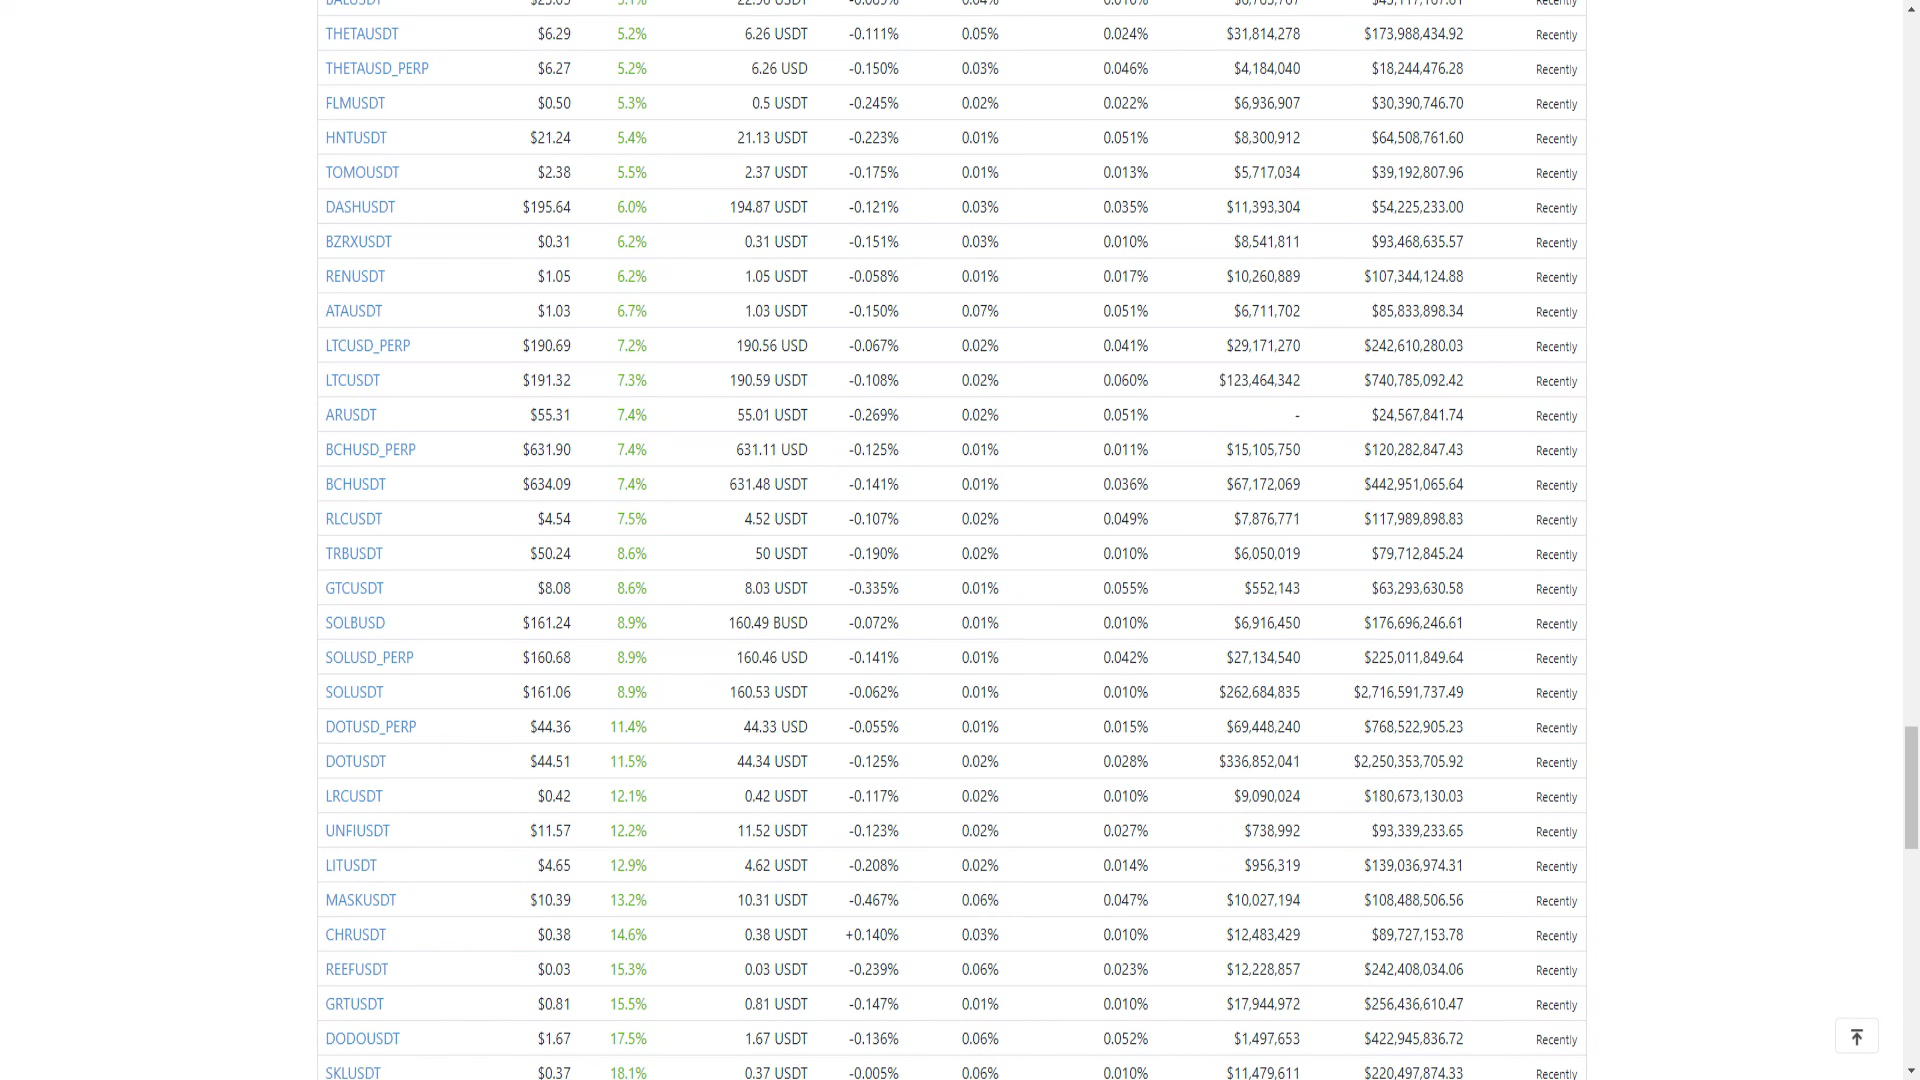 BALUSDT $23.05 5.1% 22.96 USDT -0.089% 0.04% 0.010% Recently
THETAUSDT $6.29 5.2% 6.26 USDT -0.111% 0.05% 0.024% $31,814,278 $173,988,434.92 Recently
THETAUSD_PERP $6.27 5.2% 6.26 USD -0.150% 0.03% 0.046% $4,184,040 $18,244,476.28 Recently
FLMUSDT $0.50 5.3% 0.5 USDT -0.245% 0.02% 0.022% $6,936,907 $30,390,746.70 Recently
HNTUSDT $21.24 5.4% 21.13 USDT -0.223% 0.01% 0.051% $8,300,912 $64,508,761.60 Recently
TOMOUSDT $2.38 5.5% 2.37 USDT -0.175% 0.01% 0.013% $5,717,034 $39,192,807.96 Recently
DASHUSDT $195.64 6.0% 194.87 USDT -0.121% 0.03% 0.035% $11,393,304 $54,225,233.00 Recently
BZRXUSDT $0.31 6.2% 0.31 USDT -0.151% 0.03% 0.010% $8,541,811 $93,468,635.57 Recently
RENUSDT $1.05 6.2% 1.05 USDT -0.058% 0.01% 0.017% $10,260,889 $107,344,124.88 Recently
ATAUSDT $1.03 6.7% 1.03 USDT -0.150% 0.07% 0.051% $6,711,702 $85,833,898.34 Recently
LTCUSD_PERP $190.69 7.2% 190.56 USD -0.067% 0.02% 0.041% $29,171,270 $242,610,280.03 Recently
LTCUSDT $191.32 7.3% 190.59 USDT -0.108% 0.02% 0.060% $123,464,342 $740,785,092.42 Recently
ARUSDT $55.31 7.4% 55.01 USDT -0.269% 0.02% 0.051% - $24,567,841.74 Recently
BCHUSD_PERP $631.90 7.4% 631.11 USD -0.125% 0.01% 0.011% $15,105,750 $120,282,847.43 Recently
BCHUSDT $634.09 7.4% 631.48 USDT -0.141% 0.01% 0.036% $67,172,069 $442,951,065.64 Recently
RLCUSDT $4.54 7.5% 4.52 USDT -0.107% 0.02% 0.049% $7,876,771 $117,989,898.83 Recently
TRBUSDT $50.24 8.6% 50 USDT -0.190% 0.02% 0.010% $6,050,019 $79,712,845.24 Recently
GTCUSDT $8.08 8.6% 8.03 USDT -0.335% 0.01% 0.055% $552,143 $63,293,630.58 Recently
SOLBUSD $161.24 8.9% 160.49 BUSD -0.072% 0.01% 0.010% $6,916,450 $176,696,246.61 Recently
SOLUSD_PERP $160.68 8.9% 160.46 USD -0.141% 0.01% 0.042% $27,134,540 $225,011,849.64 Recently
SOLUSDT $161.06 8.9% 160.53 USDT -0.062% 0.01% 0.010% $262,684,835 $2,716,591,737.49 Recently
DOTUSD_PERP $44.36 11.4% 44.33 USD -0.055% 0.01% 0.015% $69,448,240 $768,522,905.23 Recently
DOTUSDT $44.51 11.5% 44.34 USDT -0.125% 0.02% 0.028% $336,852,041 $2,250,353,705.92 Recently
LRCUSDT $0.42 12.1% 0.42 USDT -0.117% 0.02% 0.010% $9,090,024 $180,673,130.03 Recently
UNFIUSDT $11.57 12.2% 11.52 USDT -0.123% 0.02% 0.027% $738,992 $93,339,233.65 Recently
LITUSDT $4.65 12.9% 4.62 USDT -0.208% 0.02% 0.014% $956,319 $139,036,974.31 Recently
MASKUSDT $10.39 13.2% 10.31 USDT -0.467% 0.06% 0.047% $10,027,194 $108,488,506.56 Recently
CHRUSDT $0.38 14.6% 0.38 USDT +0.140% 0.03% 0.010% $12,483,429 $89,727,153.78 Recently
REEFUSDT $0.03 15.3% 0.03 USDT -0.239% 0.06% 0.023% $12,228,857 $242,408,034.06 Recently
GRTUSDT $0.81 15.5% 0.81 USDT -0.147% 0.01% 0.010% $17,944,972 $256,436,610.47 Recently
DODOUSDT $1.67 17.5% 1.67 USDT -0.136% 0.06% 0.052% $1,497,653 $422,945,836.72 Recently
SKLUSDT $0.37 18.1% 0.37 USDT -0.005% 0.06% 0.010% $11,479,611 $220,497,874.33 Recently